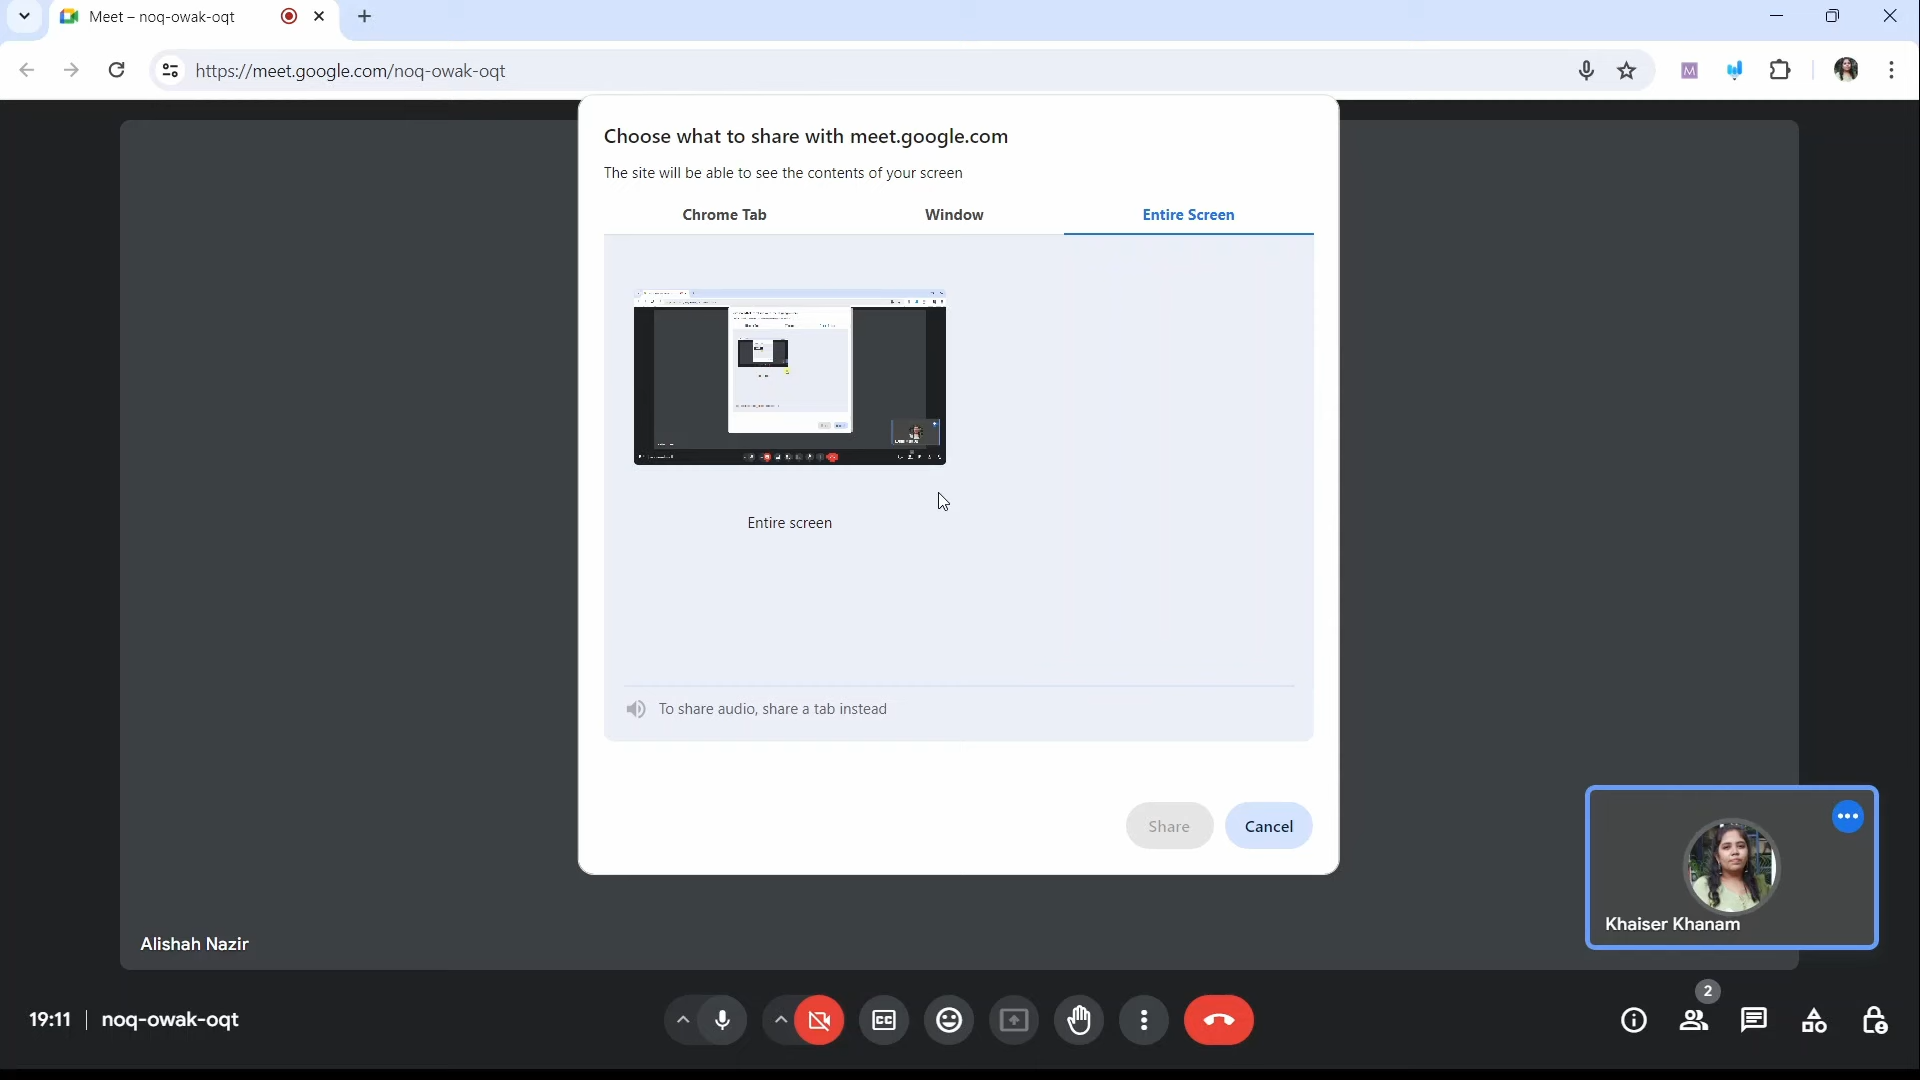 Meet – noq-owak-oqt
https://meet.google.com/noq-owak-oqt
M
Choose what to share with meet.google.com
The site will be able to see the contents of your screen
Chrome Tab Window Entire Screen
Entire screen
To share audio, share a tab instead
Share Cancel
Khaiser Khanam
Alishah Nazir
2
19:11 noq-owak-oqt
CC